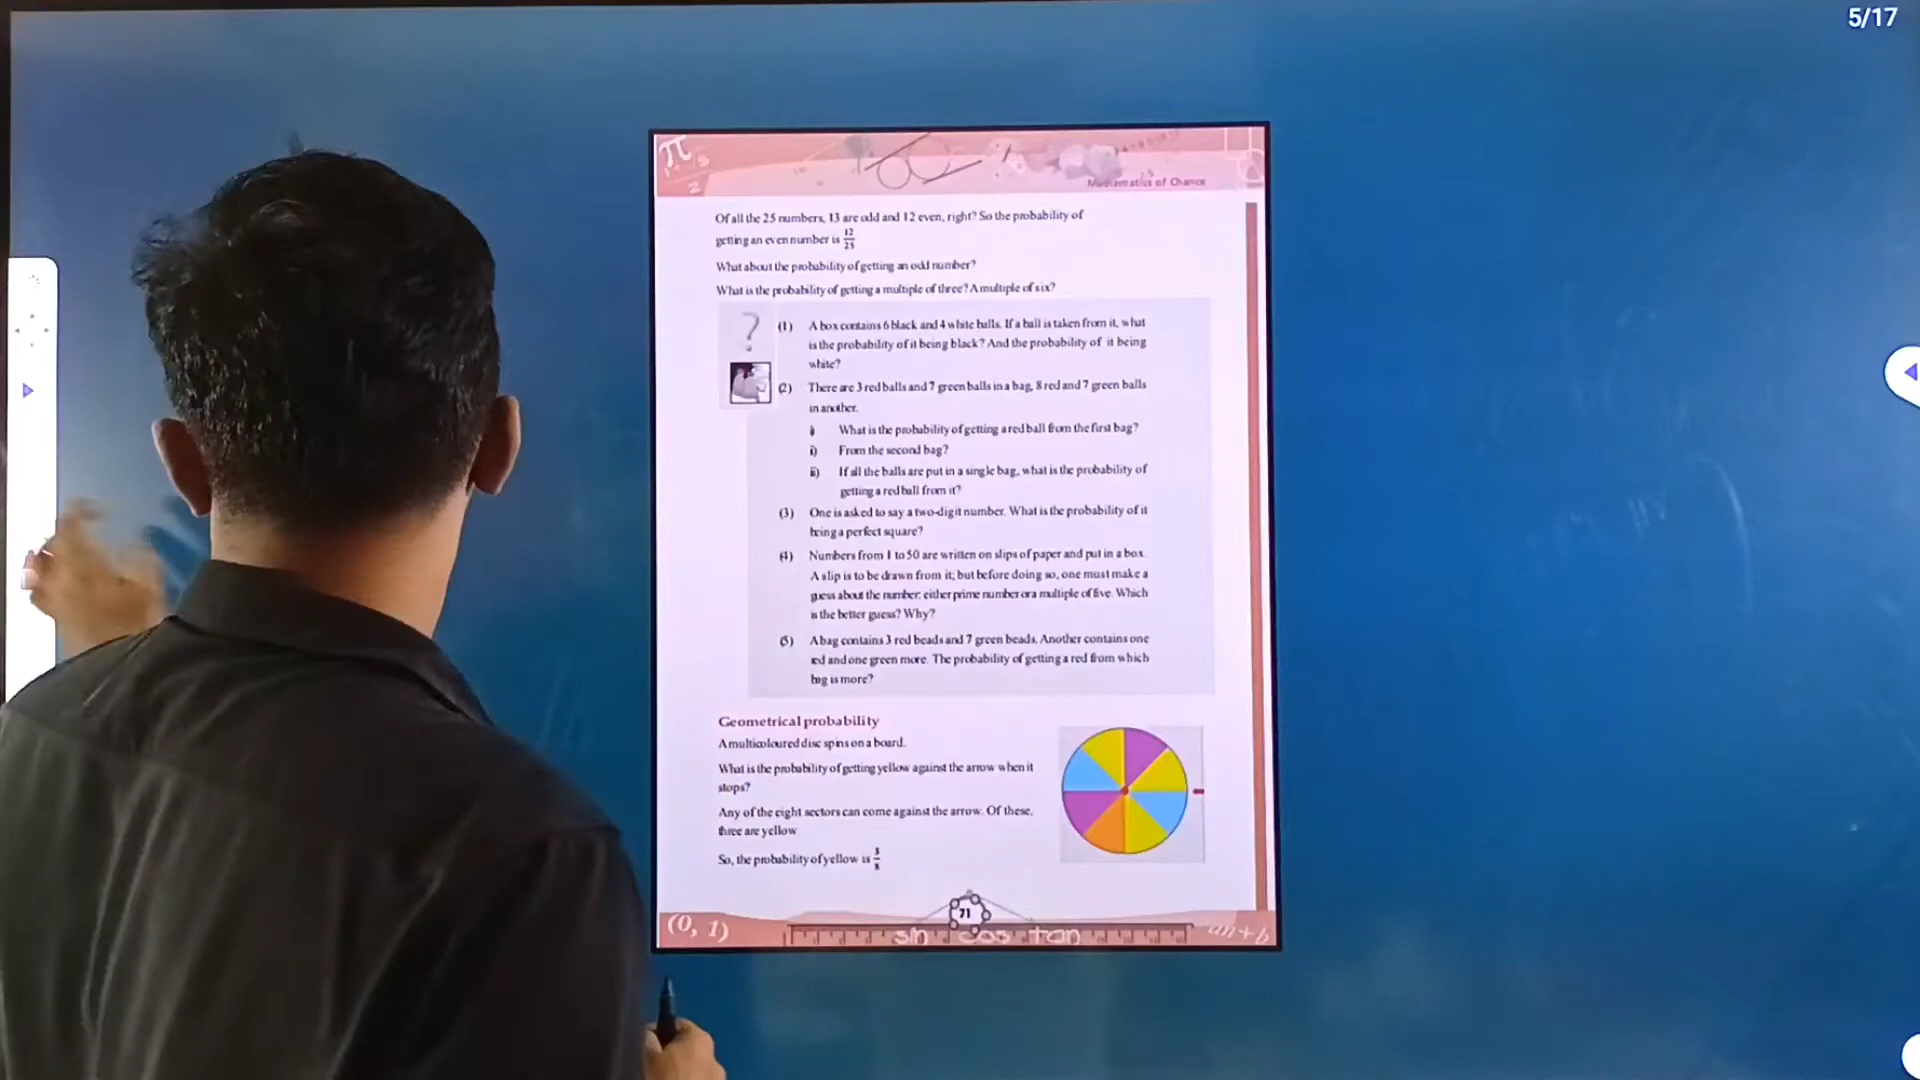 5/17
π
2
Mathematics of Chance
Of all the 25 numbers, 13 are odd and 12 even, right? So the probability of
getting an even number is 12/25
What about the probability of getting an odd number?
What is the probability of getting a multiple of three? A multiple of six?
?
(1) A box contains 6 black and 4 white balls. If a ball is taken from it, what
is the probability of it being black? And the probability of it being
white?
(2) There are 3 red balls and 7 green balls in a bag, 8 red and 7 green balls
in another.
i) What is the probability of getting a red ball from the first bag?
ii) From the second bag?
iii) If all the balls are put in a single bag, what is the probability of
getting a red ball from it?
(3) One is asked to say a two-digit number. What is the probability of it
being a perfect square?
(4) Numbers from 1 to 50 are written on slips of paper and put in a box.
A slip is to be drawn from it; but before doing so, one must make a
guess about the number: either prime number or a multiple of five. Which
is the better guess? Why?
(5) A bag contains 3 red beads and 7 green beads. Another contains one
red and one green more. The probability of getting a red from which
bag is more?
Geometrical probability
A multicoloured disc spins on a board.
What is the probability of getting yellow against the arrow when it
stops?
Any of the eight sectors can come against the arrow. Of these,
three are yellow
So, the probability of yellow is 3/8
71
(0, 1)
sin cos tan
an+b